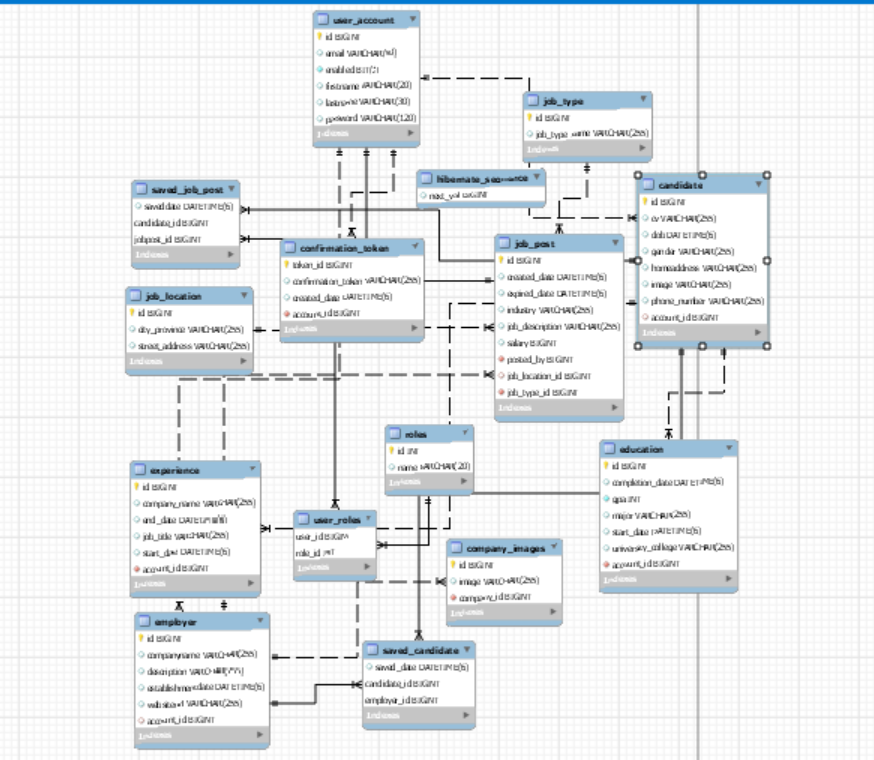 user_account
id BIGINT
email VARCHAR
enabled
firstname VARCHAR(20)
lastname VARCHAR(30)
password VARCHAR(120)
Indexes
job_type
id BIGINT
job_type_name VARCHAR(255)
Indexes
hibernate_sequence
next_val BIGINT
saved_job_post
saved date DATETIME(6)
candidate_id BIGINT
jobpost_id BIGINT
Indexes
candidate
id BIGINT
cv VARCHAR(255)
dob DATETIME(6)
gender VARCHAR(255)
homeaddress VARCHAR(255)
image VARCHAR(255)
phone_number VARCHAR(255)
account_id BIGINT
Indexes
confirmation_token
token_id BIGINT
confirmation_token VARCHAR(255)
created_date DATETIME(6)
account_id BIGINT
Indexes
job_post
id BIGINT
created_date DATETIME(6)
expired_date DATETIME(6)
industry VARCHAR(255)
job_description VARCHAR(255)
salary BIGINT
posted_by BIGINT
job_location_id BIGINT
job_type_id BIGINT
Indexes
job_location
id BIGINT
city_province VARCHAR(255)
street_address VARCHAR(255)
Indexes
roles
id INT
name VARCHAR(20)
Indexes
education
id BIGINT
completion_date DATETIME(6)
gpa INT
major VARCHAR(255)
start_date DATETIME(6)
university_college VARCHAR(255)
account_id BIGINT
Indexes
experience
id BIGINT
company_name VARCHAR(255)
end_date
job_title VARCHAR(255)
start_date DATETIME(6)
account_id BIGINT
Indexes
user_roles
user_id BIGINT
role_id INT
Indexes
company_images
id BIGINT
image VARCHAR(255)
company_id BIGINT
Indexes
employer
id BIGINT
companyname VARCHAR(255)
description
establishmentdate DATETIME(6)
VARCHAR(255)
account_id BIGINT
Indexes
saved_candidate
saved_date DATETIME(6)
candidate_id BIGINT
employer_id BIGINT
Indexes